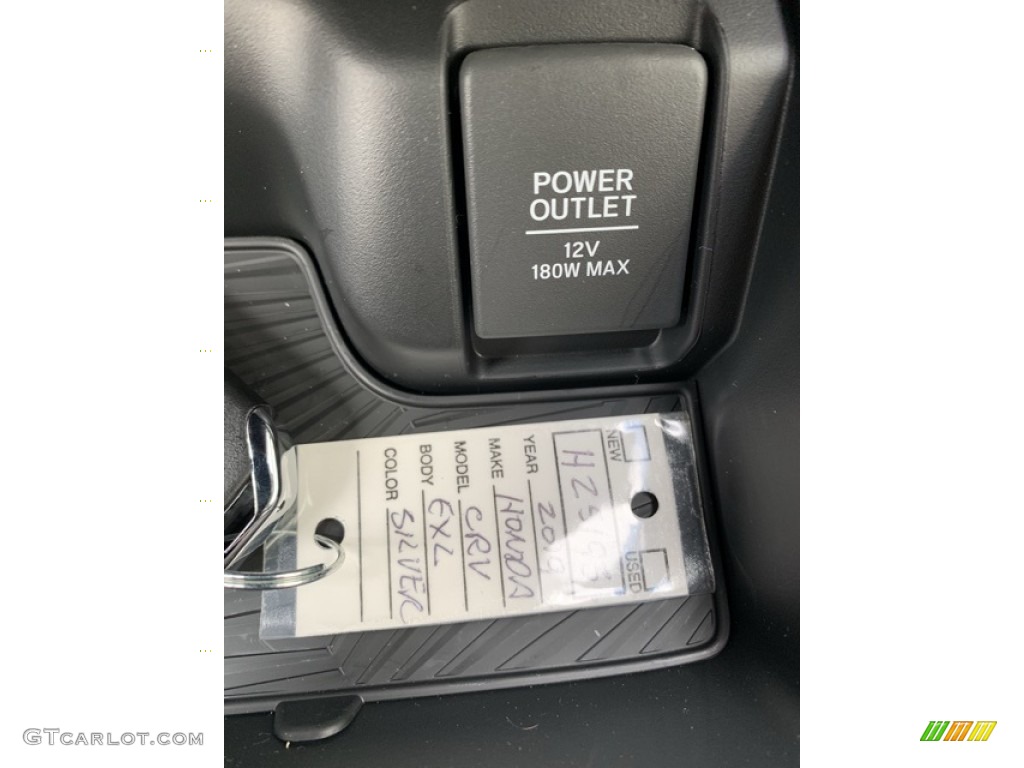 POWER
OUTLET
12V
180W MAX
NEW
USED
YEAR 2019
MAKE HONDA
MODEL CRV
BODY EXL
COLOR SILVER
GTCARLOT.COM